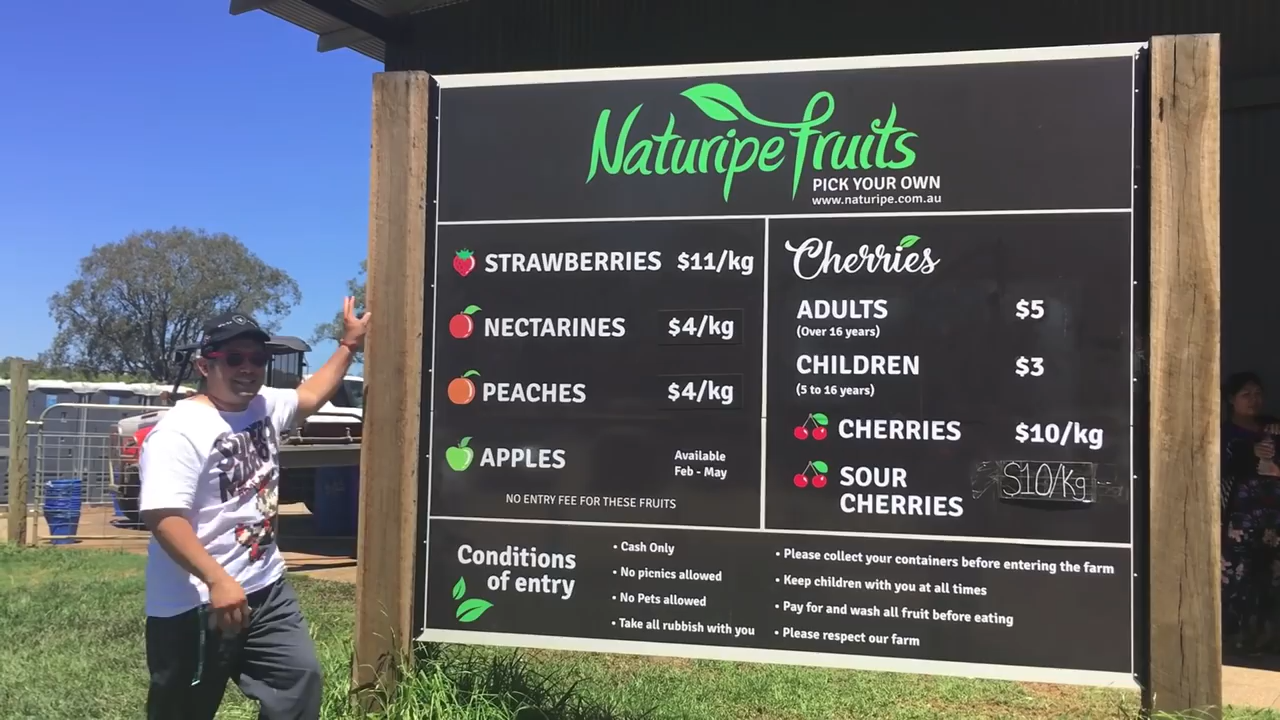 Naturipe fruits
PICK YOUR OWN
www.naturipe.com.au
STRAWBERRIES $11/kg
NECTARINES $4/kg
PEACHES $4/kg
APPLES Available
Feb - May
NO ENTRY FEE FOR THESE FRUITS
Cherries
ADULTS $5
(Over 16 years)
CHILDREN $3
(5 to 16 years)
CHERRIES $10/kg
SOUR
CHERRIES $10/kg
Conditions
of entry
• Cash Only
• No picnics allowed
• No Pets allowed
• Take all rubbish with you
• Please collect your containers before entering the farm
• Keep children with you at all times
• Pay for and wash all fruit before eating
• Please respect our farm